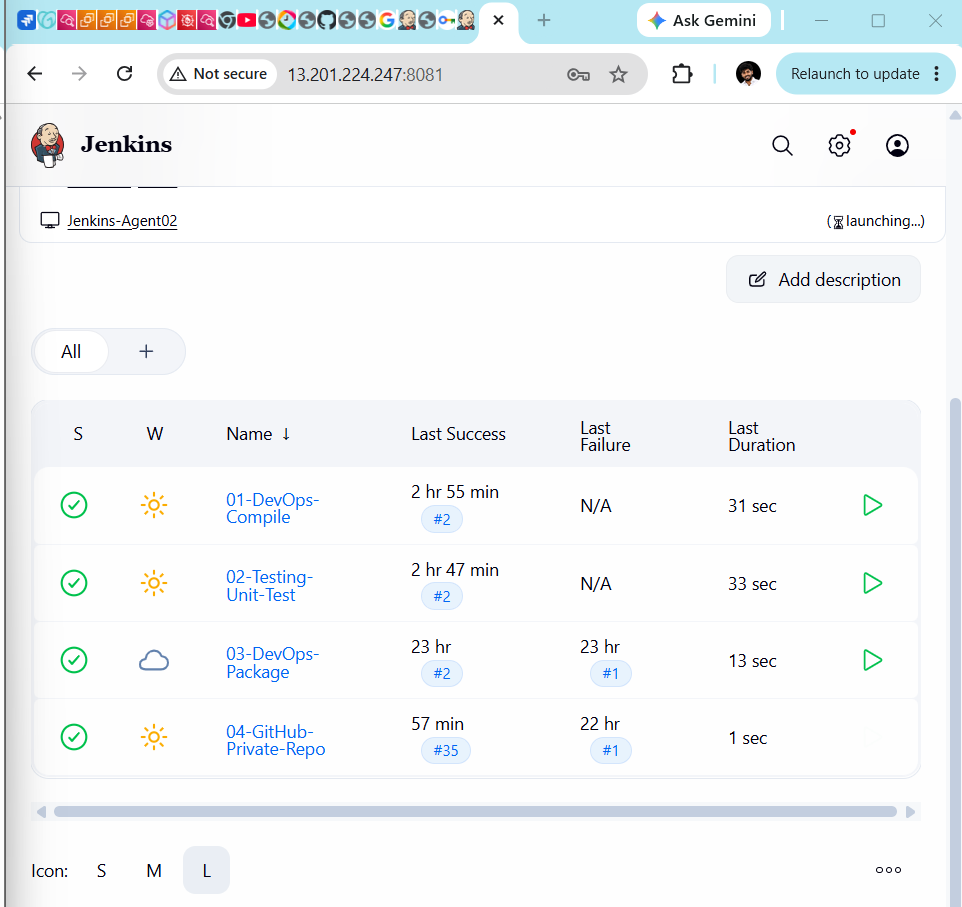 Ask Gemini
Not secure
13.201.224.247:8081
Relaunch to update
Jenkins
Jenkins-Agent02
(launching...)
Add description
All
S W Name ↓ Last Success Last Failure Last Duration
01-DevOps-Compile 2 hr 55 min #2 N/A 31 sec
02-Testing-Unit-Test 2 hr 47 min #2 N/A 33 sec
03-DevOps-Package 23 hr #2 23 hr #1 13 sec
04-GitHub-Private-Repo 57 min #35 22 hr #1 1 sec
Icon: S M L